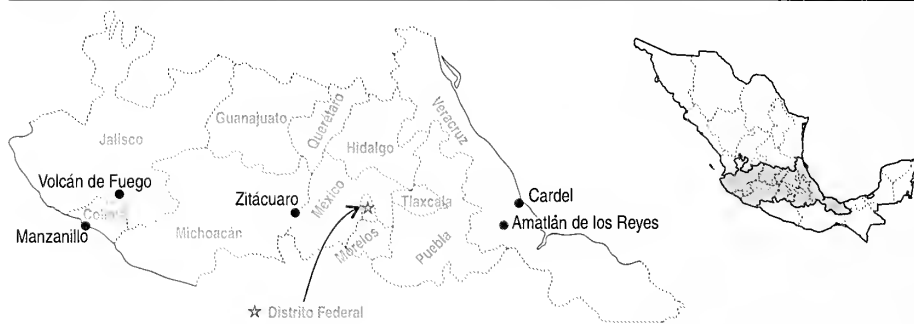 Jalisco
Guanajuato
Querétaro
Hidalgo
Veracruz
Volcán de Fuego
Colima
Manzanillo
Michoacán
Zitácuaro
México
Morelos
Tlaxcala
Puebla
Cardel
Amatlán de los Reyes
Distrito Federal